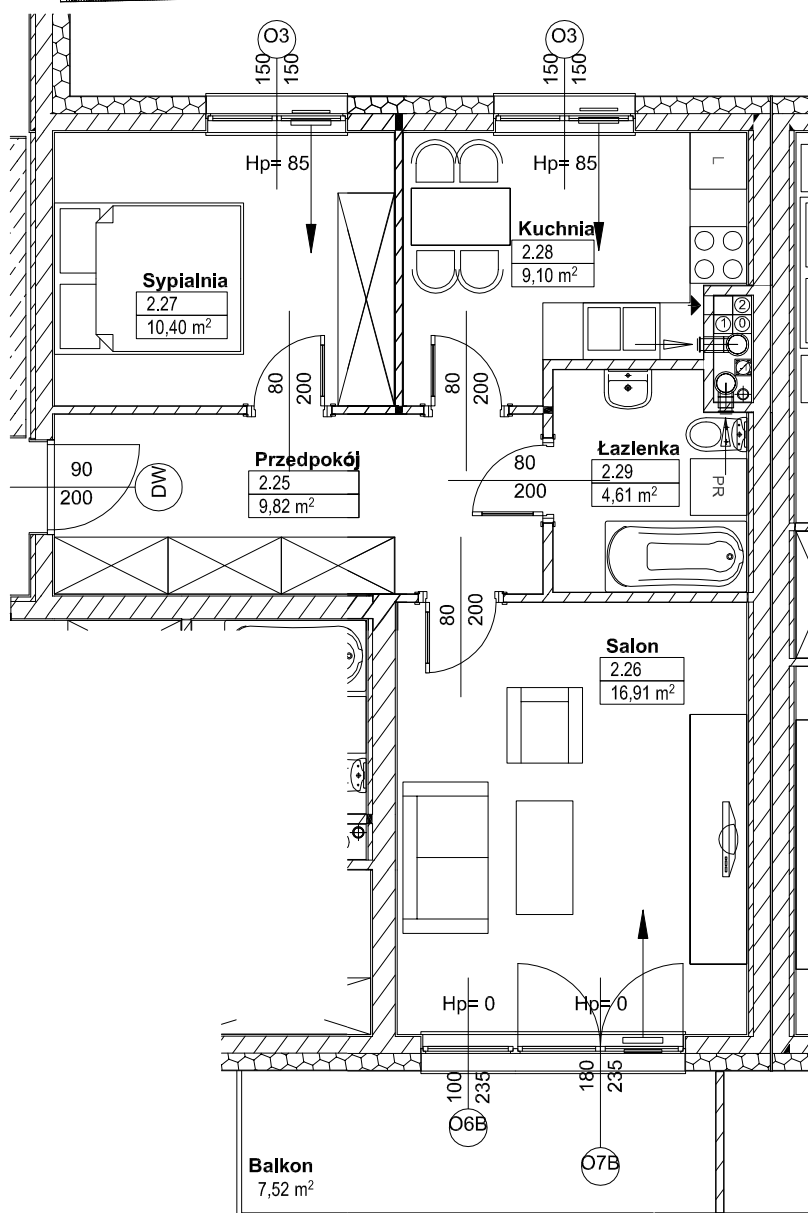 O3
150
150
O3
150
150
Hp= 85
Hp= 85
L
Kuchnia
2.28
9,10 m²
Sypialnia
2.27
10,40 m²
2
1
0
80
200
80
200
Przedpokój
2.25
9,82 m²
90
200
DW
80
200
Łazienka
2.29
4,61 m²
PR
80
200
Salon
2.26
16,91 m²
Hp= 0
Hp= 0
100
235
180
235
O6B
O7B
Balkon
7,52 m²